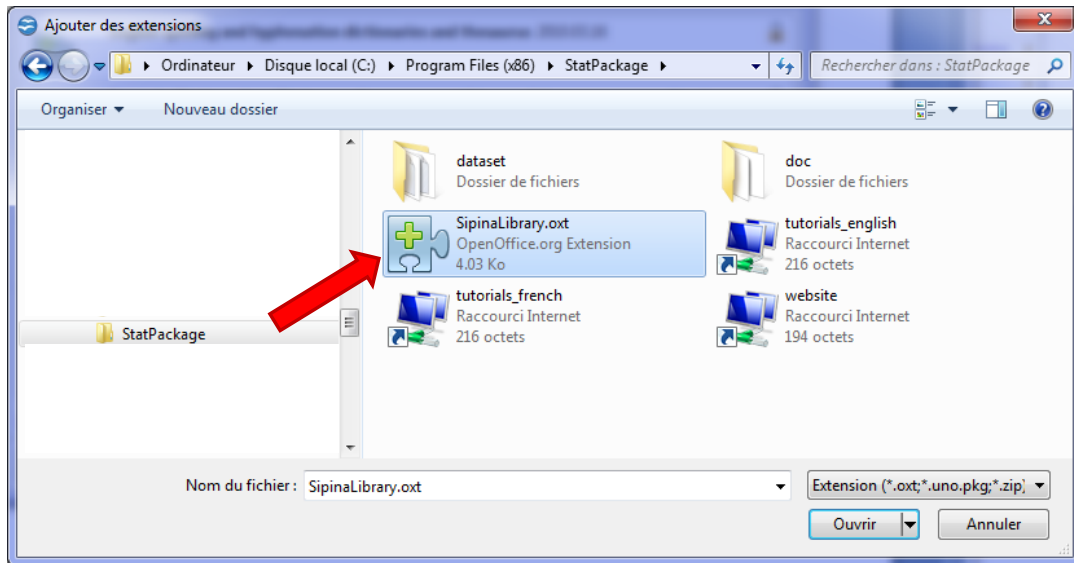 Ajouter des extensions
Ordinateur ▸ Disque local (C:) ▸ Program Files (x86) ▸ StatPackage ▸
Rechercher dans : StatPackage
Organiser Nouveau dossier
dataset
Dossier de fichiers
doc
Dossier de fichiers
SipinaLibrary.oxt
OpenOffice.org Extension
4.03 Ko
tutorials_english
Raccourci Internet
216 octets
tutorials_french
Raccourci Internet
216 octets
website
Raccourci Internet
194 octets
StatPackage
Nom du fichier : SipinaLibrary.oxt
Extension (*.oxt;*.uno.pkg;*.zip)
Ouvrir Annuler